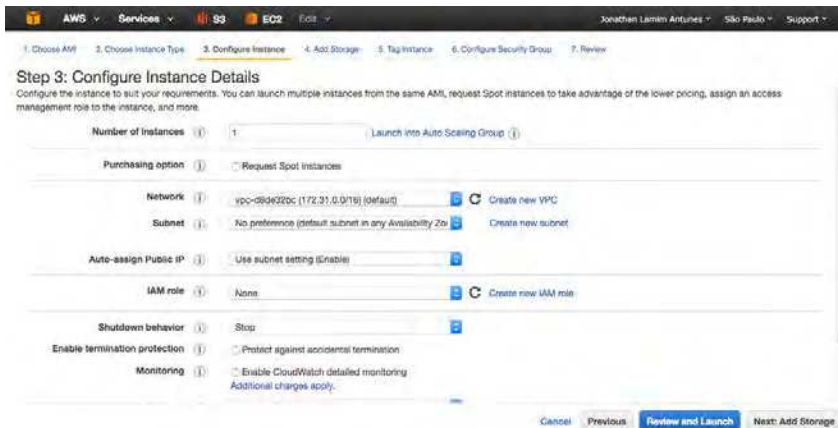 AWS Services S3 EC2 Edit Jonathan Lamim Antunes São Paulo Support
1. Choose AMI 2. Choose Instance Type 3. Configure Instance 4. Add Storage 5. Tag Instance 6. Configure Security Group 7. Review
Step 3: Configure Instance Details
Configure the instance to suit your requirements. You can launch multiple instances from the same AMI, request Spot instances to take advantage of the lower pricing, assign an access
management role to the instance, and more.
Number of instances 1 Launch into Auto Scaling Group
Purchasing option Request Spot instances
Network vpc-d8de32bc (172.31.0.0/16) (default) Create new VPC
Subnet No preference (default subnet in any Availability Zo Create new subnet
Auto-assign Public IP Use subnet setting (Enable)
IAM role None Create new IAM role
Shutdown behavior Stop
Enable termination protection Protect against accidental termination
Monitoring Enable CloudWatch detailed monitoring
Additional charges apply.
Cancel Previous Review and Launch Next: Add Storage